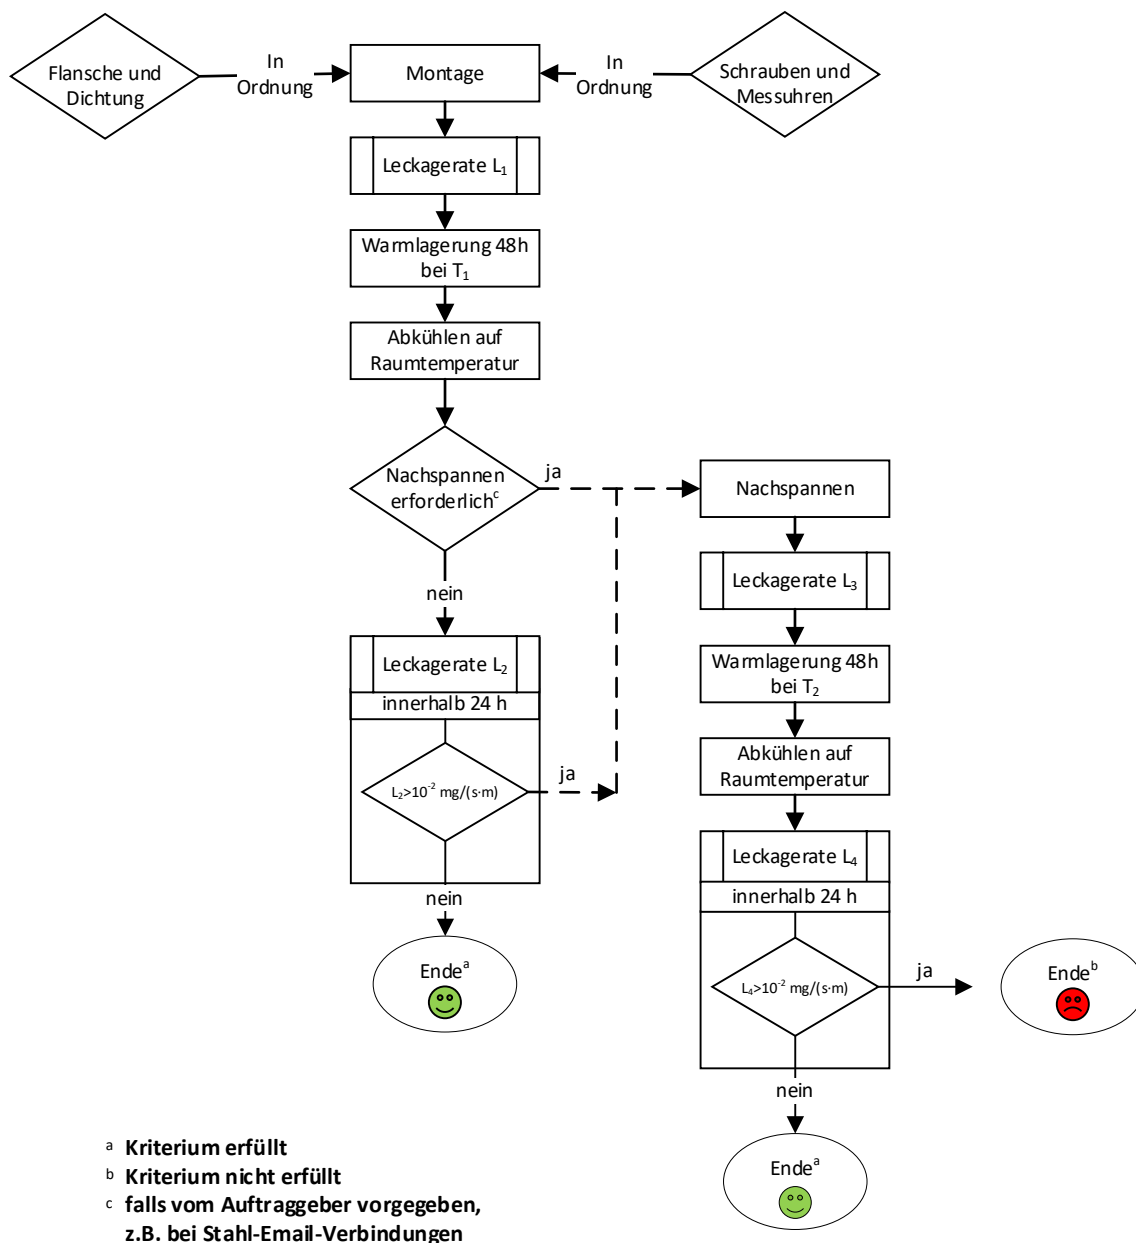 Flansche und
Dichtung
In
Ordnung
Montage
In
Ordnung
Schrauben und
Messuhren
Leckagerate L₁
Warmlagerung 48h
bei T₁
Abkühlen auf
Raumtemperatur
Nachspannen
erforderlichᶜ
ja
nein
Leckagerate L₂
innerhalb 24 h
L₂>10⁻² mg/(s·m)
ja
nein
Endeᵃ
Nachspannen
Leckagerate L₃
Warmlagerung 48h
bei T₂
Abkühlen auf
Raumtemperatur
Leckagerate L₄
innerhalb 24 h
L₄>10⁻² mg/(s·m)
ja
Endeᵇ
nein
Endeᵃ
ᵃ Kriterium erfüllt
ᵇ Kriterium nicht erfüllt
ᶜ falls vom Auftraggeber vorgegeben,
z.B. bei Stahl-Email-Verbindungen